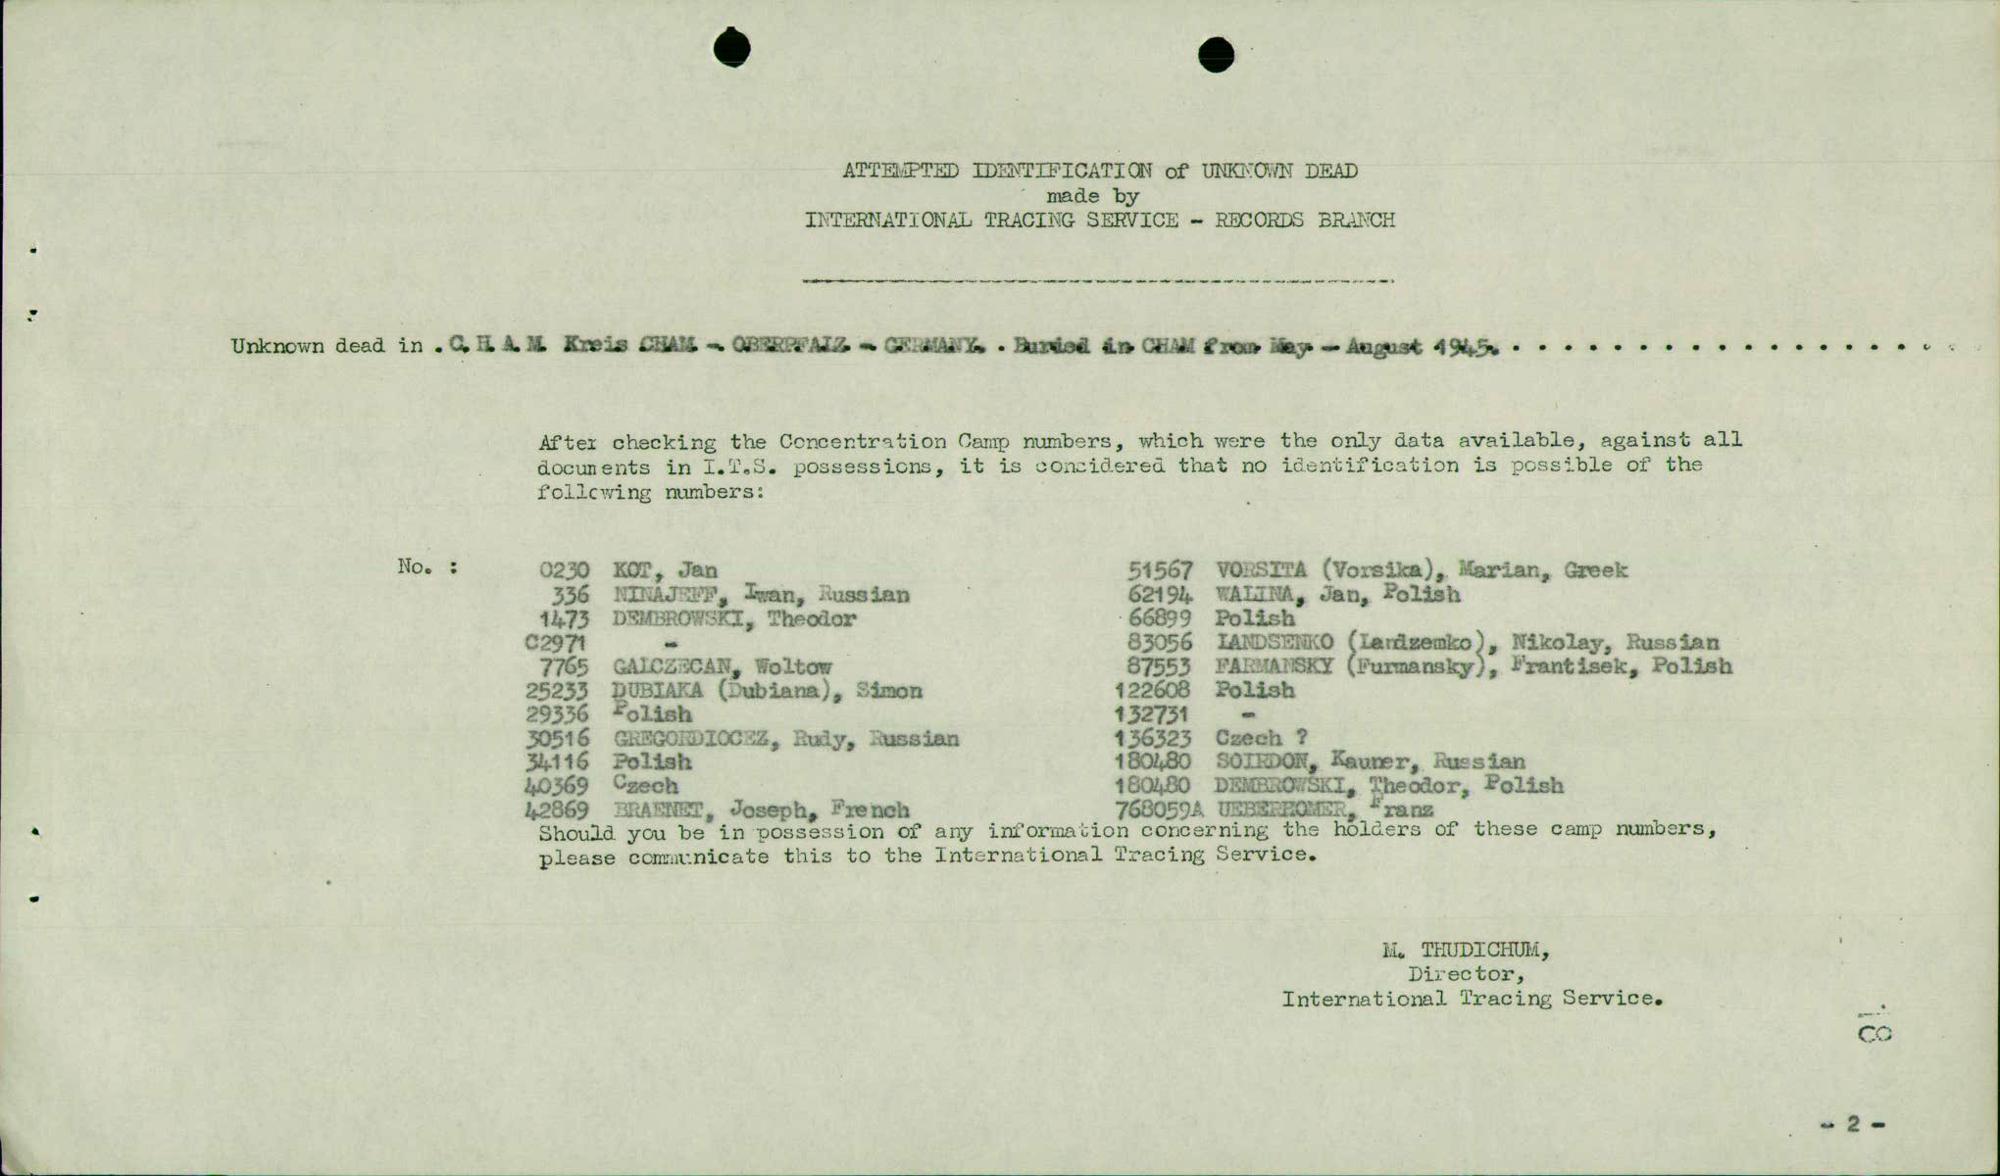 ATTEMPTED IDENTIFICATION of UNKNOWN DEAD
made by
INTERNATIONAL TRACING SERVICE - RECORDS BRANCH
Unknown dead in . C. H. A. M. Kreis CHAM - OBERPFALZ - GERMANY. . Buried in CHAM from May - August 1945. . . . . . . . . . . . . . . . . . .
After checking the Concentration Camp numbers, which were the only data available, against all
documents in I.T.S. possessions, it is considered that no identification is possible of the
following numbers:
No. :
0230 KOT, Jan
336 NINAJEFF, Iwan, Russian
1473 DEMBROWSKI, Theodor
C2971 -
7765 GALCZECAN, Woltow
25233 DUBIAKA (Dubiana), Simon
29336 Polish
30516 GREGORDIOCEZ, Rudy, Russian
34116 Polish
40369 Czech
42869 BRAENET, Joseph, French
51567 VORSITA (Vorsika), Marian, Greek
62194 WALINA, Jan, Polish
66899 Polish
83056 LANDSENKO (Lardzemko), Nikolay, Russian
87553 FARMANSKY (Furmansky), Frantisek, Polish
122608 Polish
132731 -
136323 Czech ?
180480 SOIRDON, Kaumer, Russian
180480 DEMBROWSKI, Theodor, Polish
768059A UEBERROMER, Franz
Should you be in possession of any information concerning the holders of these camp numbers,
please communicate this to the International Tracing Service.
M. THUDICHUM,
Director,
International Tracing Service.
- 2 -